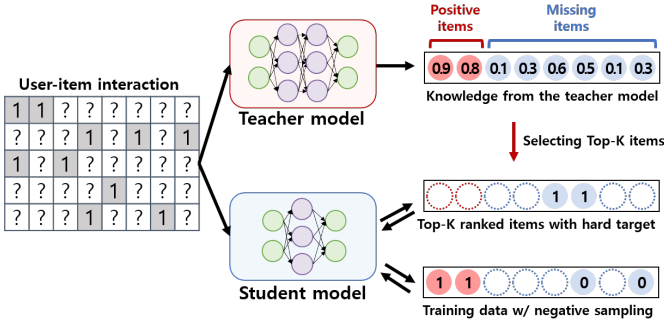 Positive items
Missing items
User-item interaction
1 1 ? ? ? ? ? ?
? ? ? 1 ? 1 ? 1
1 ? 1 ? ? ? ? ?
? ? ? ? 1 ? ? ?
? ? ? 1 ? ? 1 ?
Teacher model
0.9 0.8 0.1 0.3 0.6 0.5 0.1 0.3
Knowledge from the teacher model
Selecting Top-K items
1 1
Top-K ranked items with hard target
Student model
1 1 0 0
Training data w/ negative sampling